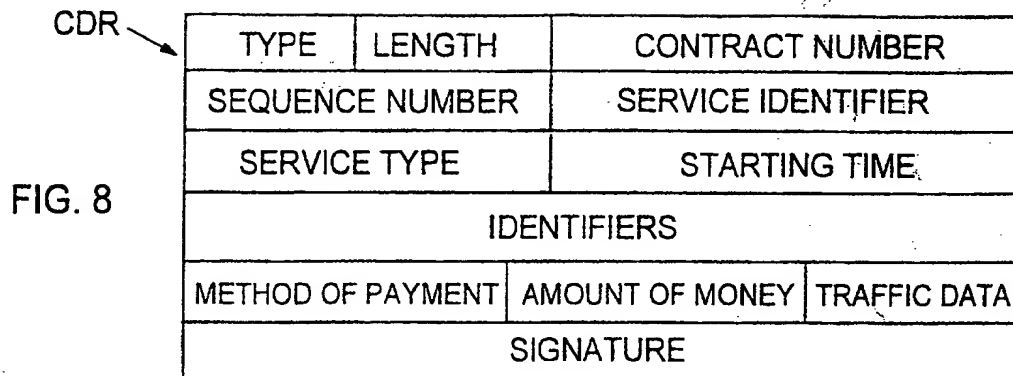 CDR
TYPE LENGTH CONTRACT NUMBER
SEQUENCE NUMBER SERVICE IDENTIFIER
SERVICE TYPE STARTING TIME
FIG. 8
IDENTIFIERS
METHOD OF PAYMENT AMOUNT OF MONEY TRAFFIC DATA
SIGNATURE